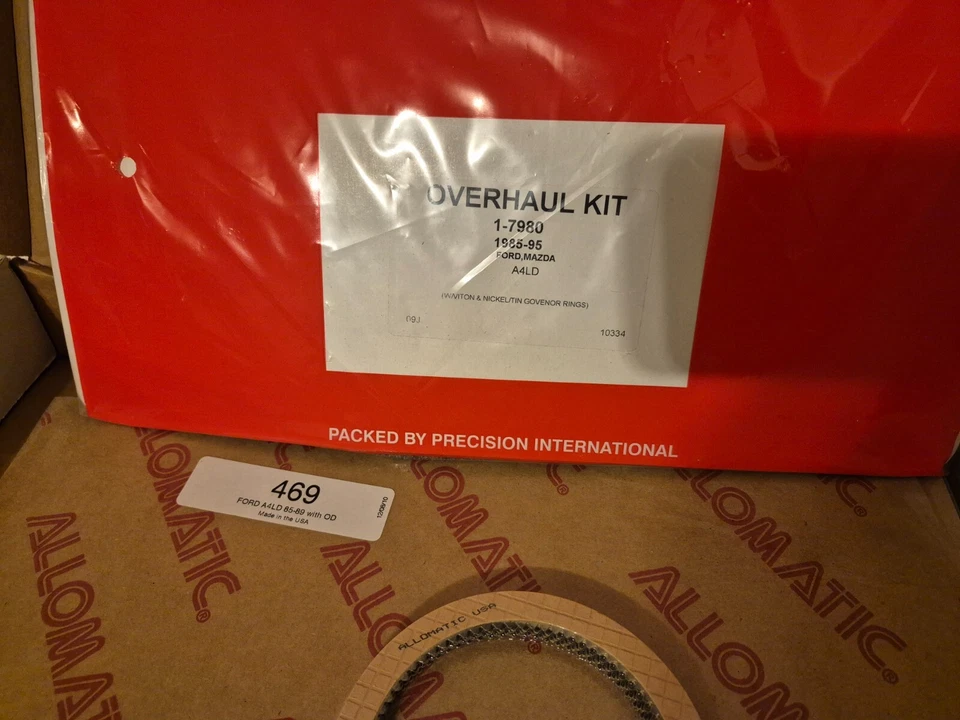 OVERHAUL KIT
1-7980
1985-95
FORD,MAZDA
A4LD
(W/VITON & NICKEL/TIN GOVENOR RINGS)
09J
10334
PACKED BY PRECISION INTERNATIONAL
469
FORD A4LD 85-89 with OD
Made in the USA
ALLOMATIC®
ALLOMATIC
ALLOMATIC
ALLOMATIC®
ALLOMATIC
ALLOMATIC USA